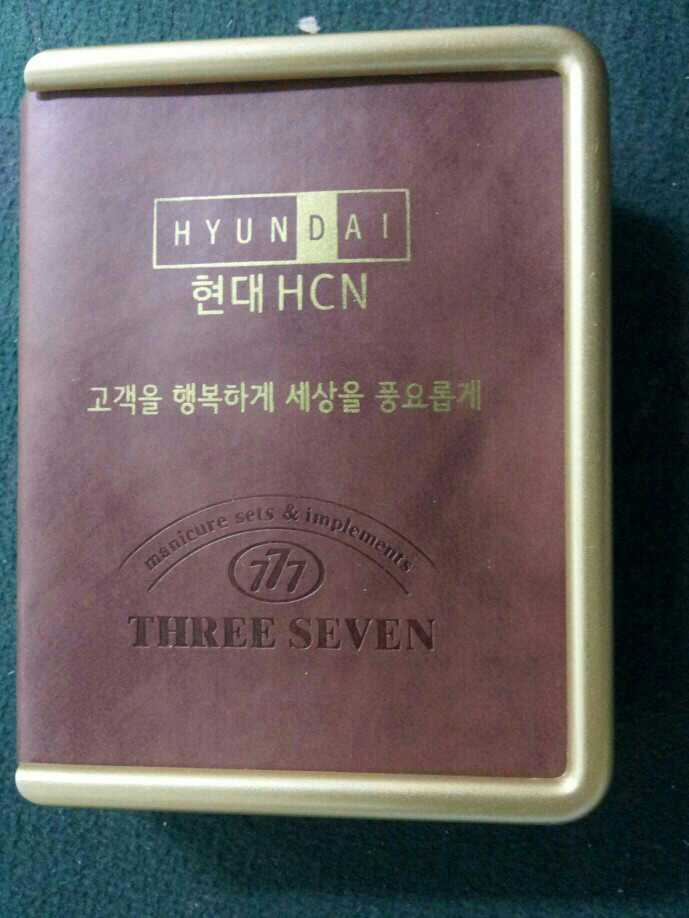 HYUNDAI
현대 HCN
고객을 행복하게 세상을 풍요롭게
manicure sets & implements
777
THREE SEVEN